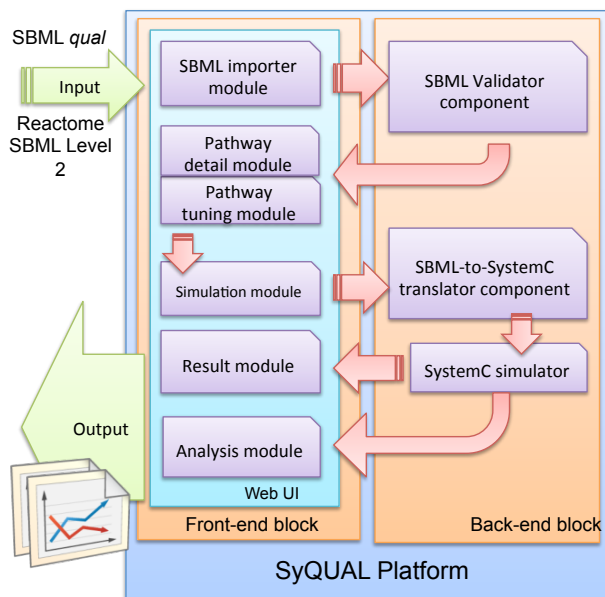 SBML qual
Input
Reactome
SBML Level
2
SBML importer
module
SBML Validator
component
Pathway
detail module
Pathway
tuning module
Simulation module
SBML-to-SystemC
translator component
Result module
SystemC simulator
Output
Analysis module
Web UI
Front-end block
Back-end block
SyQUAL Platform